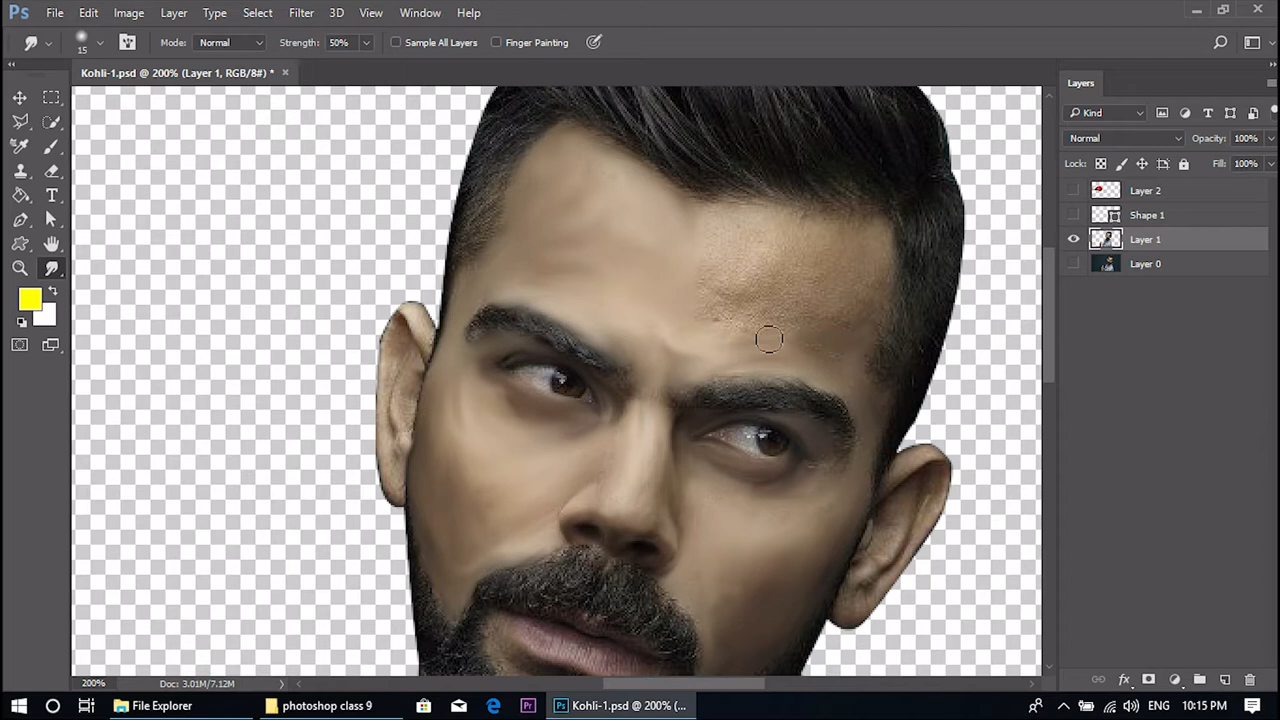 Ps File Edit Image Layer Type Select Filter 3D View Window Help
15 Mode: Normal Strength: 50% Sample All Layers Finger Painting
Kohli-1.psd @ 200% (Layer 1, RGB/8#) *
Layers
Kind
Normal Opacity: 100%
Lock: Fill: 100%
Layer 2
Shape 1
Layer 1
Layer 0
200% Doc: 3.01M/7.12M
File Explorer photoshop class 9 Pr Ps Kohli-1.psd @ 200% (... ENG 10:15 PM